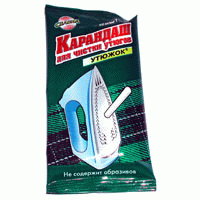 КАРАНДАШ
ДЛЯ ЧИСТКИ УТЮГОВ
УТЮЖОК
Не содержит абразивов